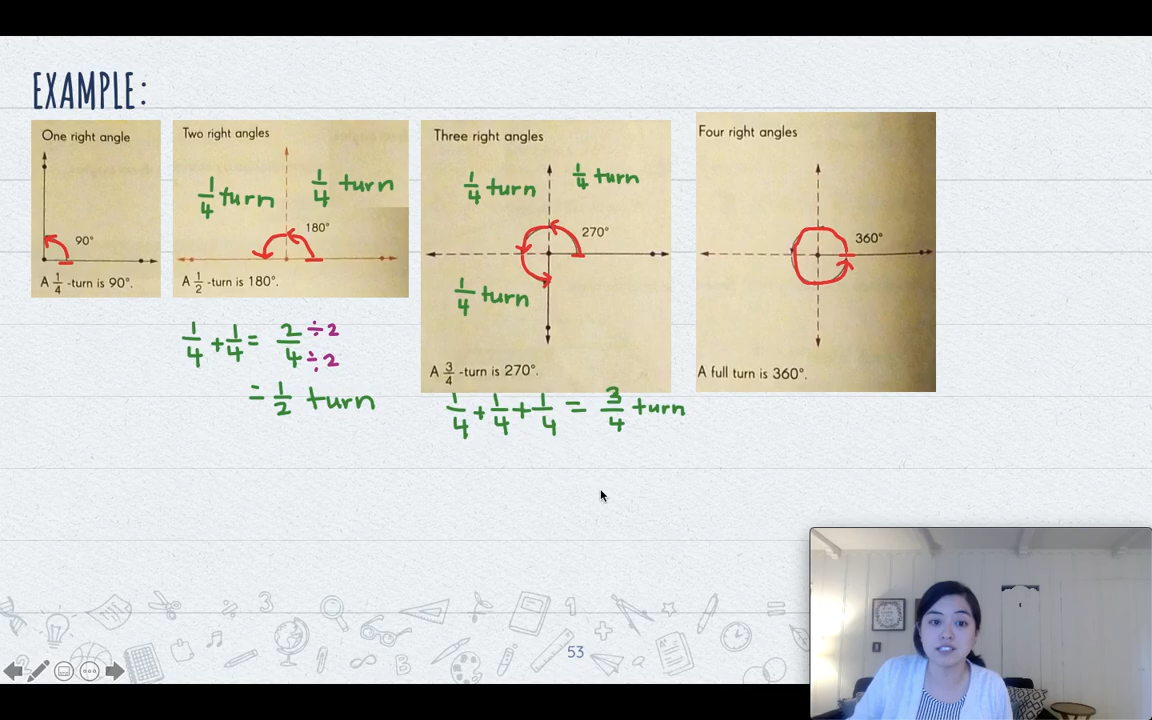 EXAMPLE:
One right angle
90°
A 1/4 -turn is 90°.
Two right angles
1/4 turn
1/4 turn
180°
A 1/2 -turn is 180°.
1/4 + 1/4 = 2/4 ÷2 ÷2
= 1/2 turn
Three right angles
1/4 turn
1/4 turn
270°
1/4 turn
A 3/4 -turn is 270°.
1/4 + 1/4 + 1/4 = 3/4 turn
Four right angles
360°
A full turn is 360°.
53